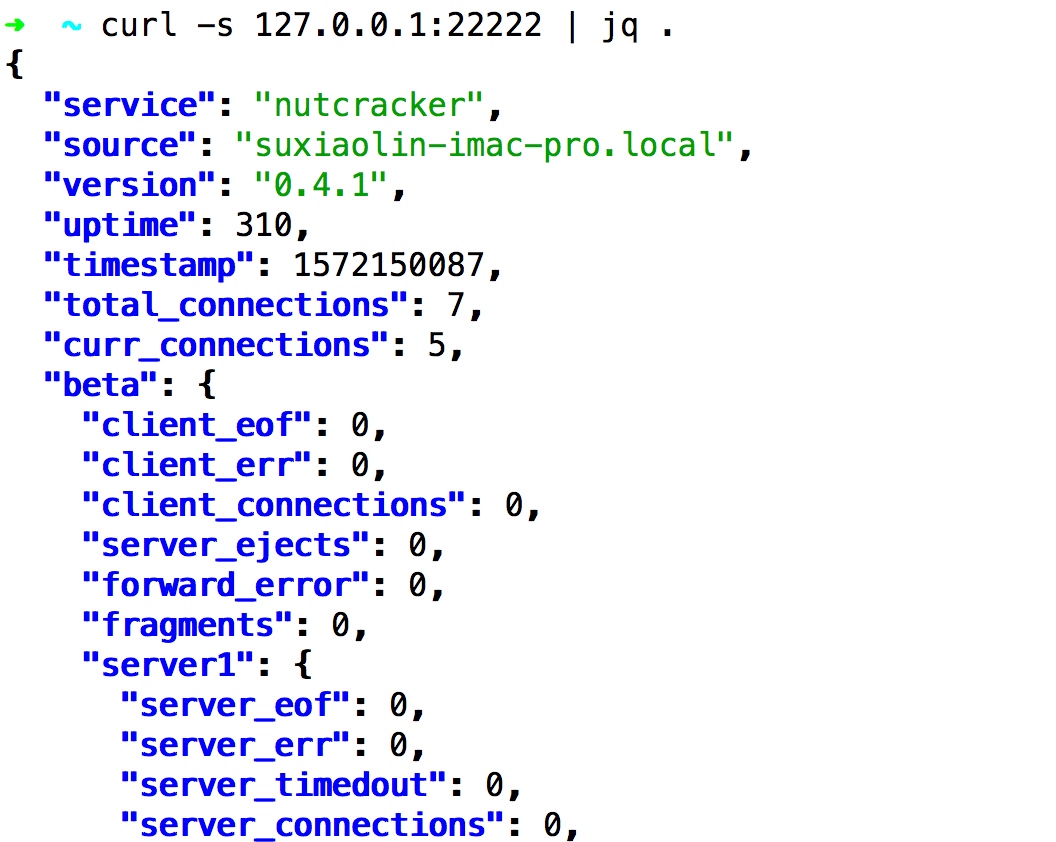 ➜  ~ curl -s 127.0.0.1:22222 | jq .
{
  "service": "nutcracker",
  "source": "suxiaolin-imac-pro.local",
  "version": "0.4.1",
  "uptime": 310,
  "timestamp": 1572150087,
  "total_connections": 7,
  "curr_connections": 5,
  "beta": {
    "client_eof": 0,
    "client_err": 0,
    "client_connections": 0,
    "server_ejects": 0,
    "forward_error": 0,
    "fragments": 0,
    "server1": {
      "server_eof": 0,
      "server_err": 0,
      "server_timedout": 0,
      "server_connections": 0,